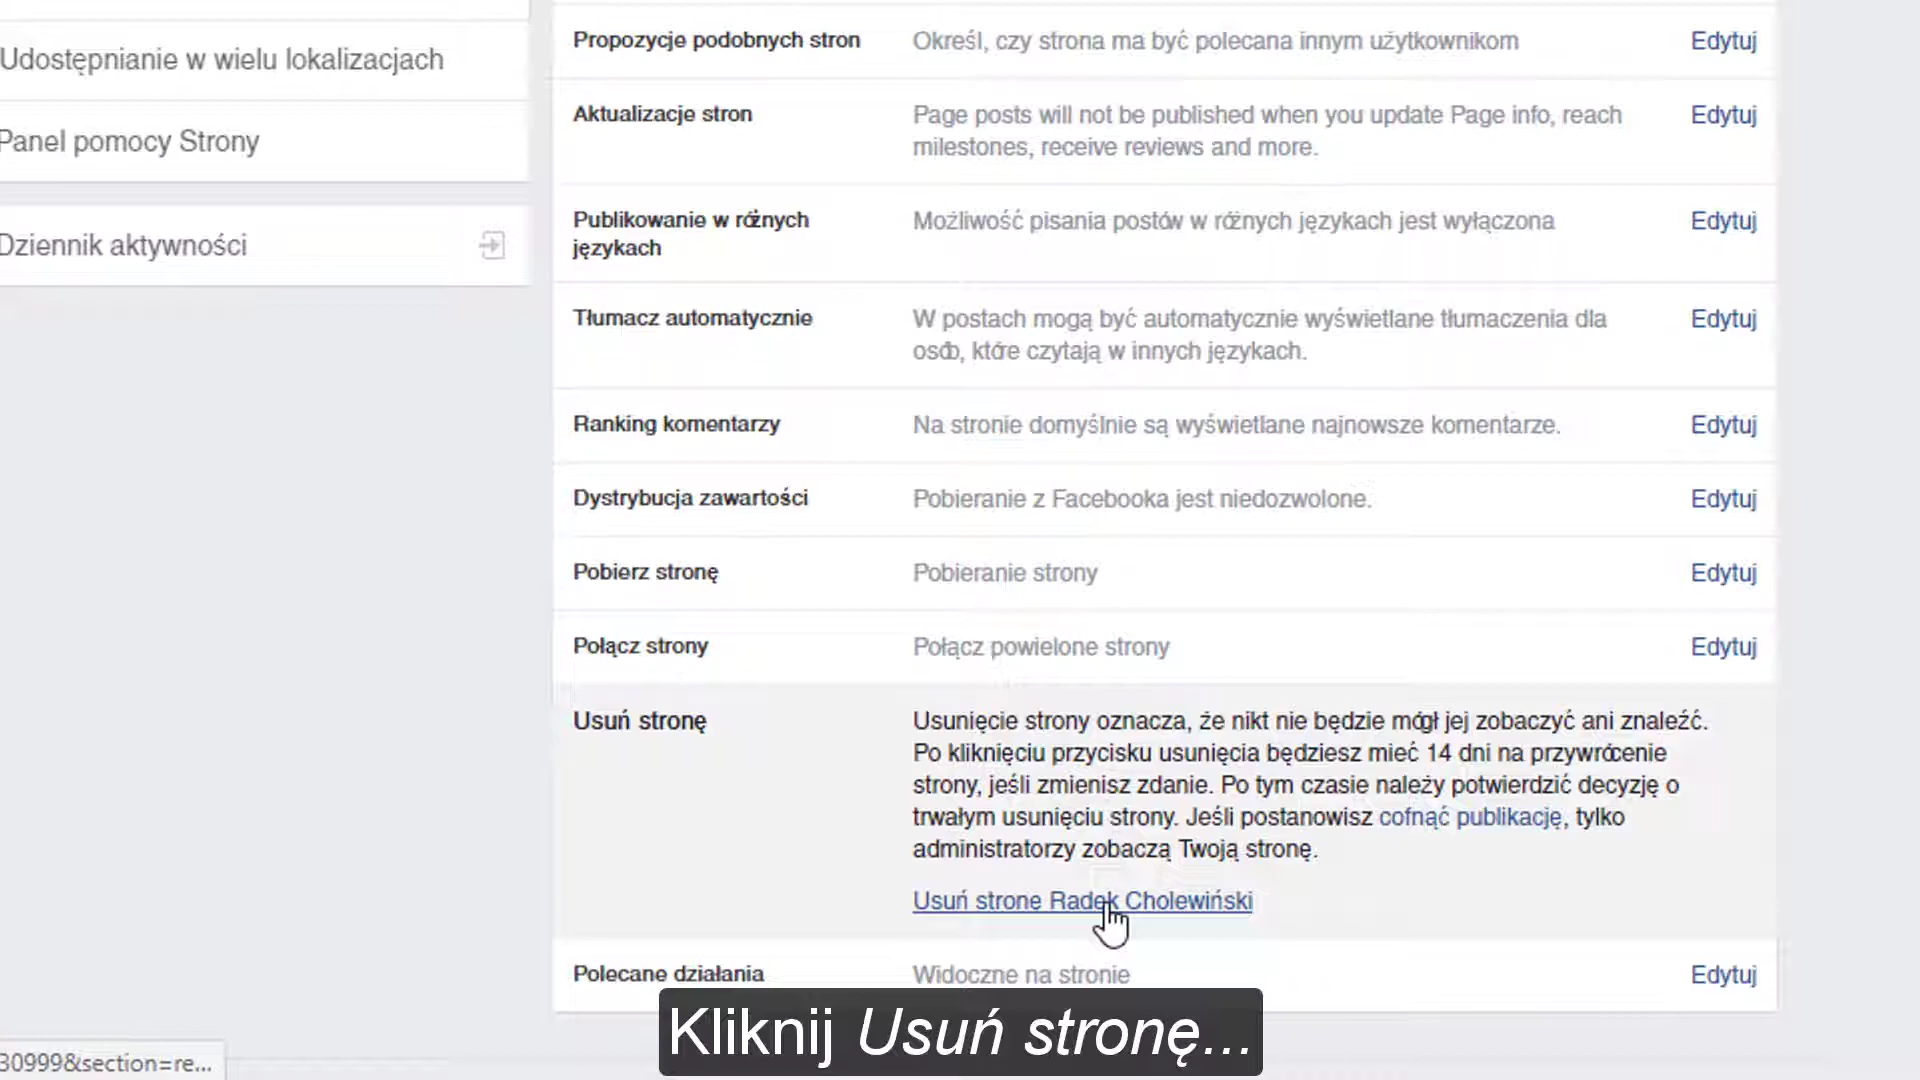 Udostępnianie w wielu lokalizacjach
Panel pomocy Strony
Dziennik aktywności
Propozycje podobnych stron Określ, czy strona ma być polecana innym użytkownikom Edytuj
Aktualizacje stron Page posts will not be published when you update Page info, reach Edytuj
milestones, receive reviews and more.
Publikowanie w różnych Możliwość pisania postów w różnych językach jest wyłączona Edytuj
językach
Tłumacz automatycznie W postach mogą być automatycznie wyświetlane tłumaczenia dla Edytuj
osób, które czytają w innych językach.
Ranking komentarzy Na stronie domyślnie są wyświetlane najnowsze komentarze. Edytuj
Dystrybucja zawartości Pobieranie z Facebooka jest niedozwolone. Edytuj
Pobierz stronę Pobieranie strony Edytuj
Połącz strony Połącz powielone strony Edytuj
Usuń stronę Usunięcie strony oznacza, że nikt nie będzie mógł jej zobaczyć ani znaleźć.
Po kliknięciu przycisku usunięcia będziesz mieć 14 dni na przywrócenie
strony, jeśli zmienisz zdanie. Po tym czasie należy potwierdzić decyzję o
trwałym usunięciu strony. Jeśli postanowisz cofnąć publikację, tylko
administratorzy zobaczą Twoją stronę.
Usuń stronę Radek Cholewiński
Polecane działania Widoczne na stronie Edytuj
Kliknij Usuń stronę...
30999&section=re...